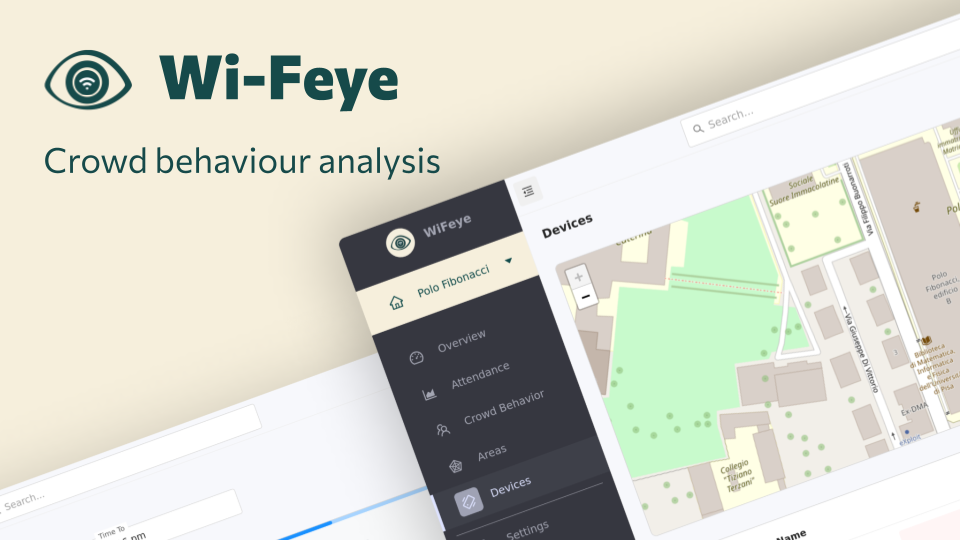 Wi-Feye
Crowd behaviour analysis
Search...
WiFeye
Devices
Polo Fibonacci
Overview
Attendance
Crowd Behavior
Areas
Devices
Settings
+
-
Sociale
Suore Immacolatine
Via Filippo Buonarroti
Polo
Fibonacci,
edificio
B
Via Giuseppe Di Vittorio
Biblioteca
di Matematica,
Informatica
e Fisica
dell'Università
di Pisa
Ex-DMA
Collegio
"Tiziano
Terzani"
Search...
Time To
pm
Name